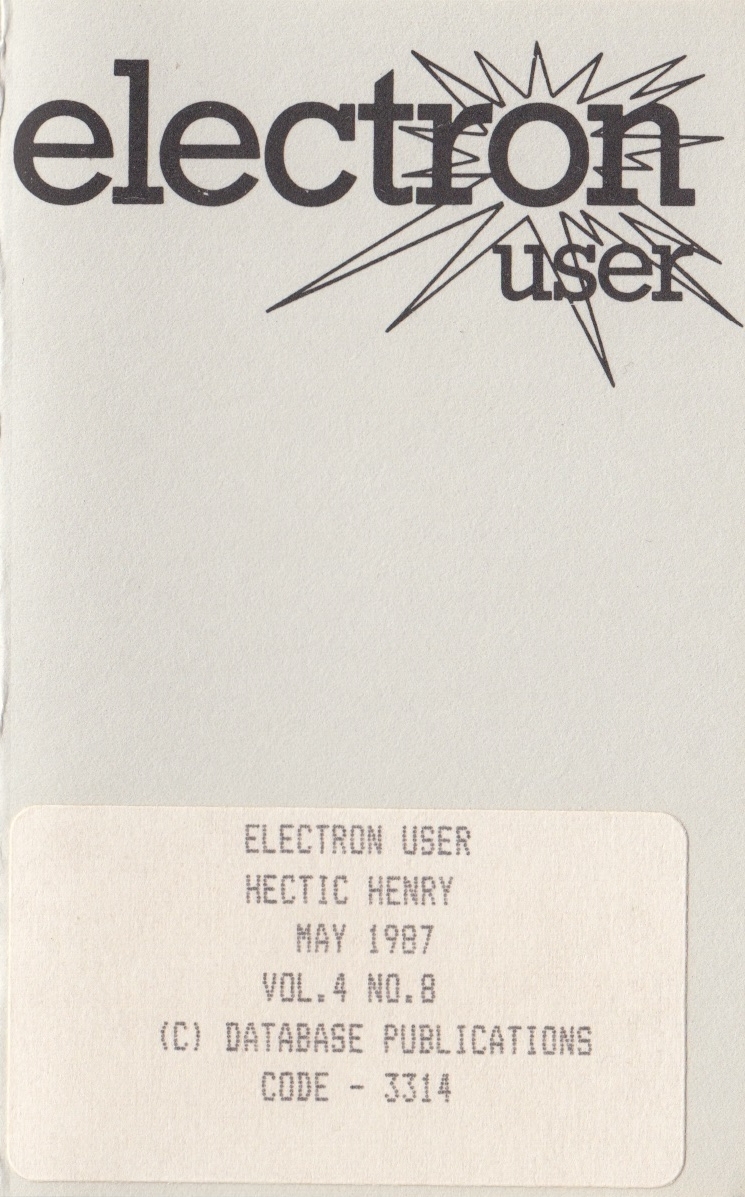 electron
user
ELECTRON USER
HECTIC HENRY
MAY 1987
VOL.4 NO.8
(C) DATABASE PUBLICATIONS
CODE - 3314